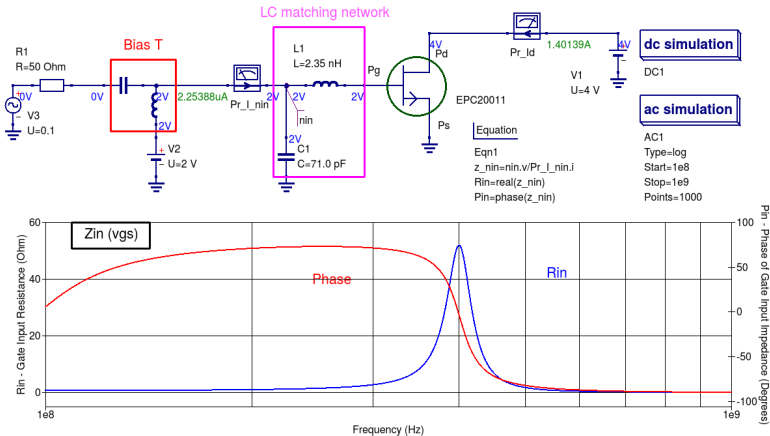 LC matching network
R1
R=50 Ohm
Bias T
L1
L=2.35 nH
4V
Pd
Pr_Id
1.40139A
4V
dc simulation
DC1
V1
U=4 V
Pg
0V
0V
2V
2.25388uA
Pr_I_nin
2V
2V
2V
EPC20011
V3
U=0.1
nin
Ps
2V
2V
V2
U=2 V
C1
C=71.0 pF
Equation
Eqn1
z_nin=nin.v/Pr_I_nin.i
Rin=real(z_nin)
Pin=phase(z_nin)
ac simulation
AC1
Type=log
Start=1e8
Stop=1e9
Points=1000
Zin (vgs)
Phase
Rin
Rin - Gate Input Resistance (Ohm)
60
40
20
0
100
50
0
-50
-100
Pin - Phase of Gate Input Impedance (Degrees)
1e8
1e9
Frequency (Hz)